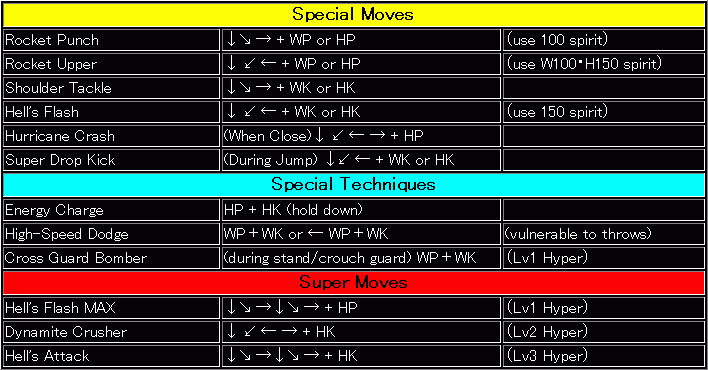 Special Moves
Rocket Punch ↓↘→ + WP or HP (use 100 spirit)
Rocket Upper ↓↙← + WP or HP (use W100・H150 spirit)
Shoulder Tackle ↓↘→ + WK or HK
Hell's Flash ↓↙← + WK or HK (use 150 spirit)
Hurricane Crash (When Close)↓↙←→ + HP
Super Drop Kick (During Jump) ↓↙← + WK or HK
Special Techniques
Energy Charge HP + HK (hold down)
High-Speed Dodge WP+WK or ← WP+WK (vulnerable to throws)
Cross Guard Bomber (during stand/crouch guard) WP+WK (Lv1 Hyper)
Super Moves
Hell's Flash MAX ↓↘→↓↘→ + HP (Lv1 Hyper)
Dynamite Crusher ↓↙←→ + HK (Lv2 Hyper)
Hell's Attack ↓↘→↓↘→ + HK (Lv3 Hyper)